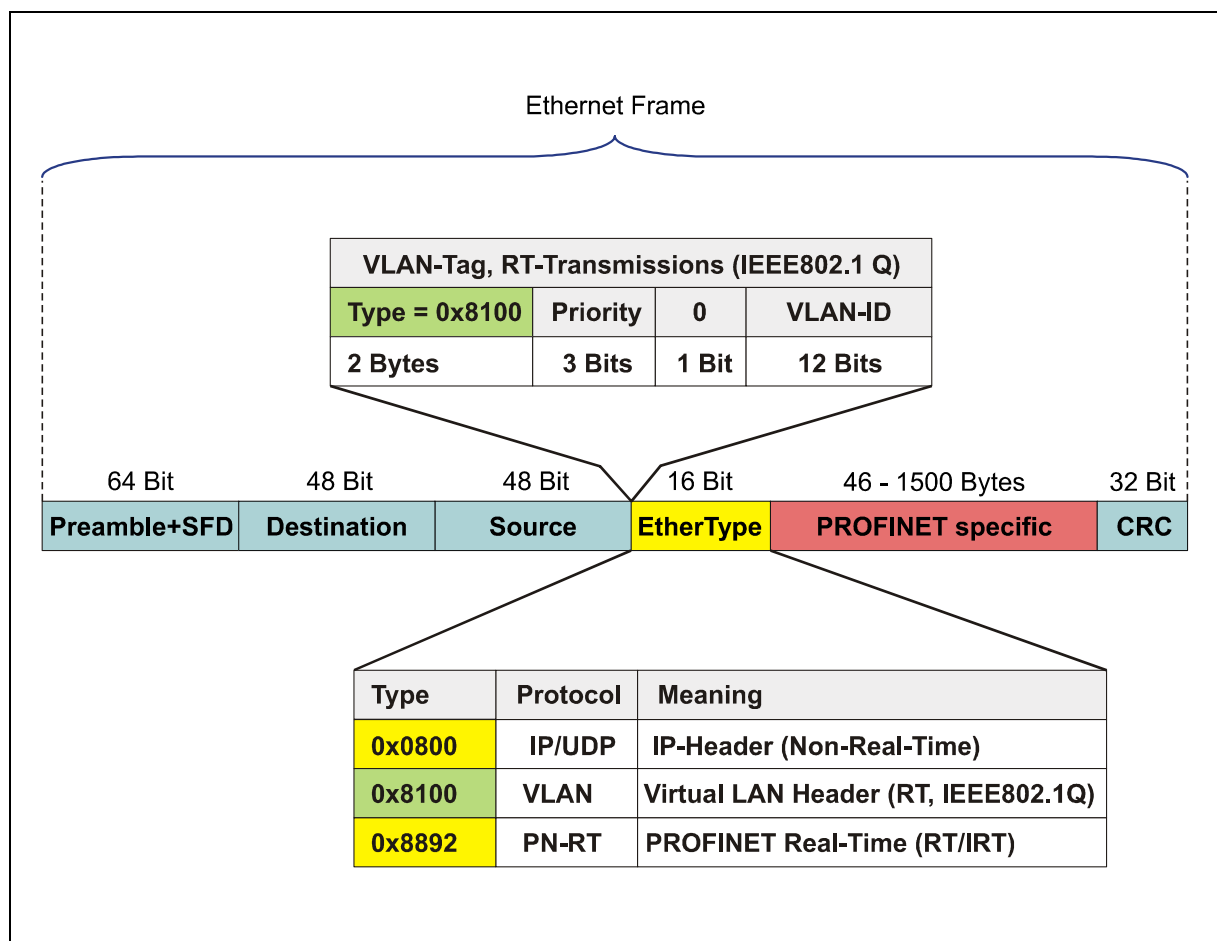 Ethernet Frame
VLAN-Tag, RT-Transmissions (IEEE802.1 Q)
Type = 0x8100 Priority 0 VLAN-ID
2 Bytes 3 Bits 1 Bit 12 Bits
64 Bit 48 Bit 48 Bit 16 Bit 46 - 1500 Bytes 32 Bit
Preamble+SFD Destination Source EtherType PROFINET specific CRC
Type Protocol Meaning
0x0800 IP/UDP IP-Header (Non-Real-Time)
0x8100 VLAN Virtual LAN Header (RT, IEEE802.1Q)
0x8892 PN-RT PROFINET Real-Time (RT/IRT)